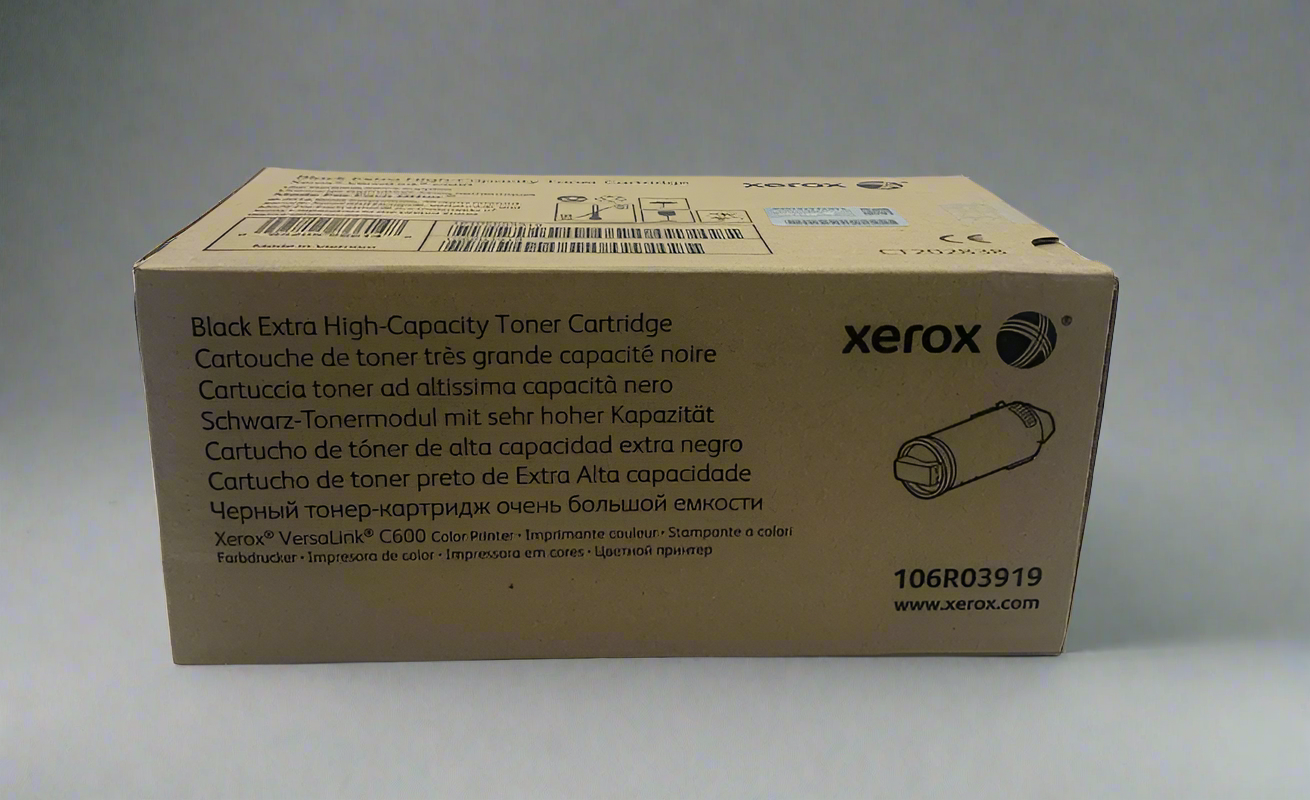 Black Extra High-Capacity Toner Cartridge
xerox
Made in Vietnam
CT202838
Black Extra High-Capacity Toner Cartridge
Cartouche de toner très grande capacité noire
Cartuccia toner ad altissima capacità nero
Schwarz-Tonermodul mit sehr hoher Kapazität
Cartucho de tóner de alta capacidad extra negro
Cartucho de toner preto de Extra Alta capacidade
Черный тонер-картридж очень большой емкости
Xerox® VersaLink® C600 Color Printer · Imprimante couleur · Stampante a colori
Farbdrucker · Impresora de color · Impressora em cores · Цветной принтер
xerox ®
106R03919
www.xerox.com